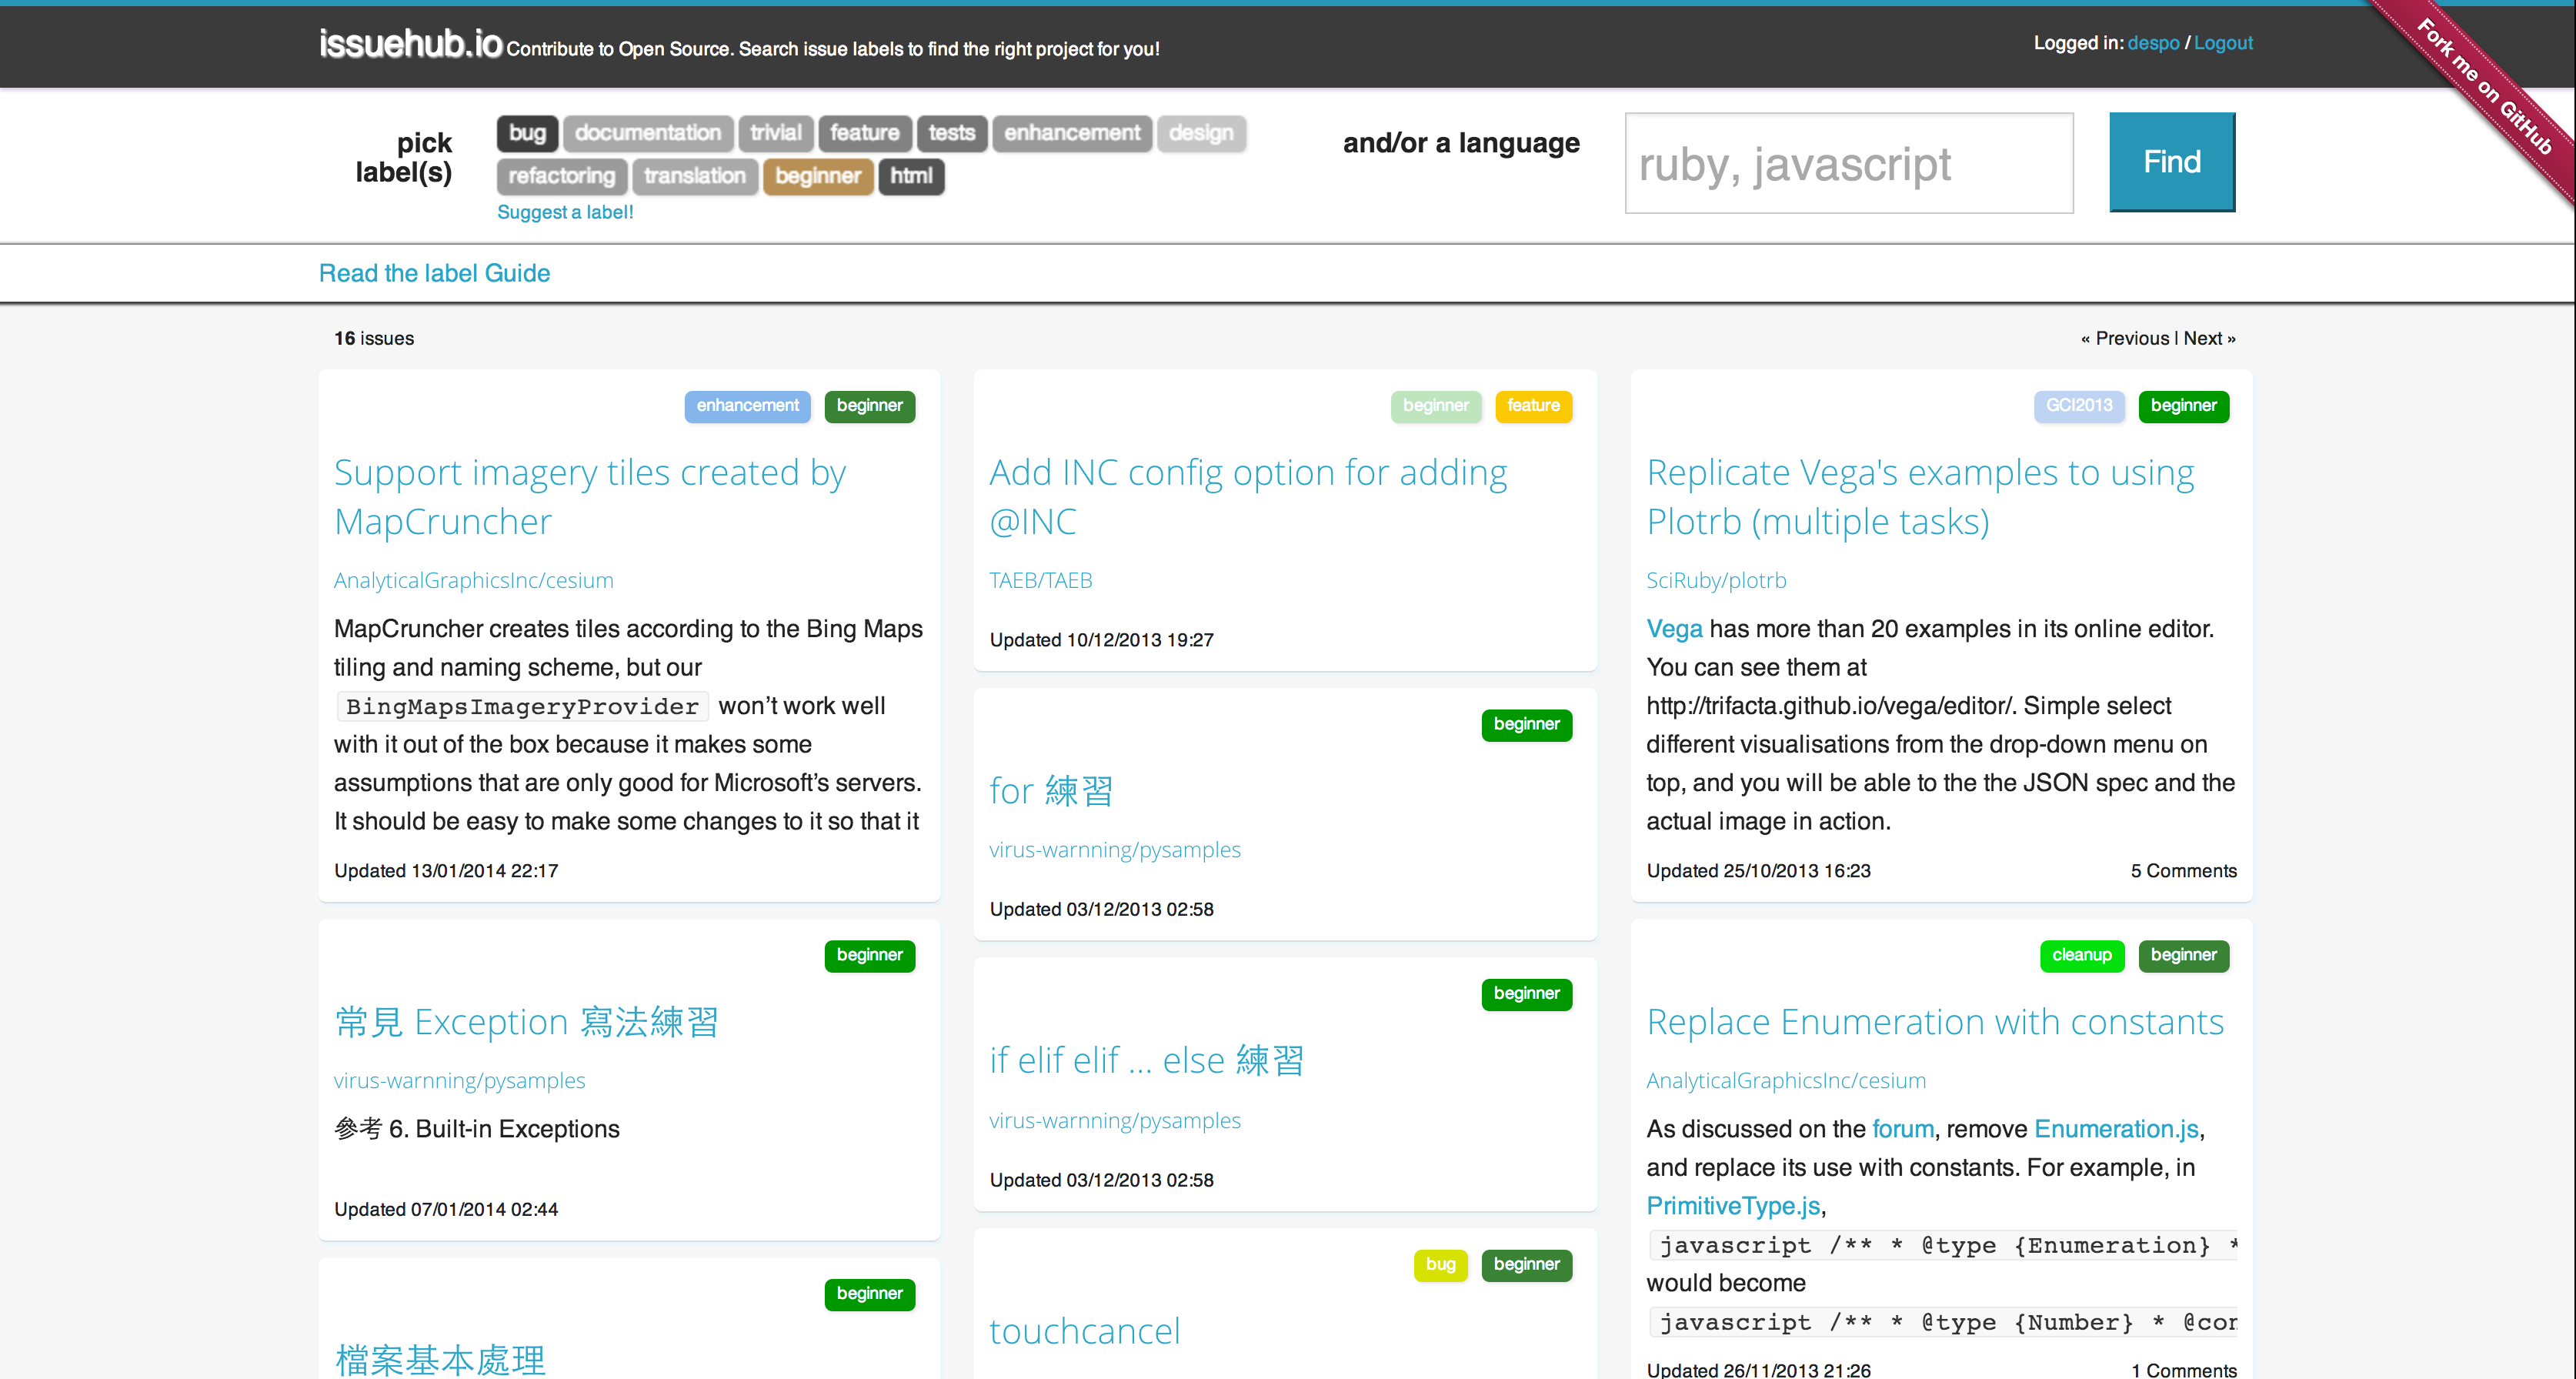 issuehub.io Contribute to Open Source. Search issue labels to find the right project for you!
Logged in: despo / Logout
Fork me on GitHub
pick
label(s)
bug documentation trivial feature tests enhancement design
refactoring translation beginner html
Suggest a label!
and/or a language
ruby, javascript
Find
Read the label Guide
16 issues
« Previous | Next »
enhancement beginner
Support imagery tiles created by
MapCruncher
AnalyticalGraphicsInc/cesium
MapCruncher creates tiles according to the Bing Maps
tiling and naming scheme, but our
BingMapsImageryProvider won’t work well
with it out of the box because it makes some
assumptions that are only good for Microsoft’s servers.
It should be easy to make some changes to it so that it
Updated 13/01/2014 22:17
beginner
常見 Exception 寫法練習
virus-warnning/pysamples
參考 6. Built-in Exceptions
Updated 07/01/2014 02:44
beginner
檔案基本處理
beginner feature
Add INC config option for adding
@INC
TAEB/TAEB
Updated 10/12/2013 19:27
beginner
for 練習
virus-warnning/pysamples
Updated 03/12/2013 02:58
beginner
if elif elif ... else 練習
virus-warnning/pysamples
Updated 03/12/2013 02:58
bug beginner
touchcancel
GCI2013 beginner
Replicate Vega's examples to using
Plotrb (multiple tasks)
SciRuby/plotrb
Vega has more than 20 examples in its online editor.
You can see them at
http://trifacta.github.io/vega/editor/. Simple select
different visualisations from the drop-down menu on
top, and you will be able to the the JSON spec and the
actual image in action.
Updated 25/10/2013 16:23
5 Comments
cleanup beginner
Replace Enumeration with constants
AnalyticalGraphicsInc/cesium
As discussed on the forum, remove Enumeration.js,
and replace its use with constants. For example, in
PrimitiveType.js,
javascript /** * @type {Enumeration} *
would become
javascript /** * @type {Number} * @con
Updated 26/11/2013 21:26
1 Comments